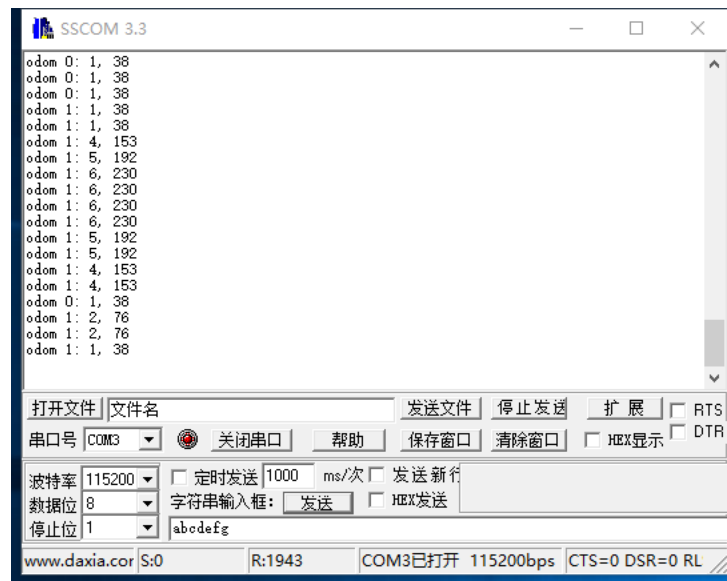 SSCOM 3.3
odom 0: 1, 38
odom 0: 1, 38
odom 0: 1, 38
odom 1: 1, 38
odom 1: 1, 38
odom 1: 4, 153
odom 1: 5, 192
odom 1: 6, 230
odom 1: 6, 230
odom 1: 6, 230
odom 1: 6, 230
odom 1: 5, 192
odom 1: 5, 192
odom 1: 4, 153
odom 1: 4, 153
odom 0: 1, 38
odom 1: 2, 76
odom 1: 2, 76
odom 1: 1, 38
打开文件 文件名 发送文件 停止发送 扩展 RTS
串口号 COM3 关闭串口 帮助 保存窗口 清除窗口 HEX显示 DTR
波特率 115200 定时发送 1000 ms/次 发送新行
数据位 8 字符串输入框: 发送 HEX发送
停止位 1 abcdefg
www.daxia.cor S:0 R:1943 COM3已打开 115200bps CTS=0 DSR=0 RL